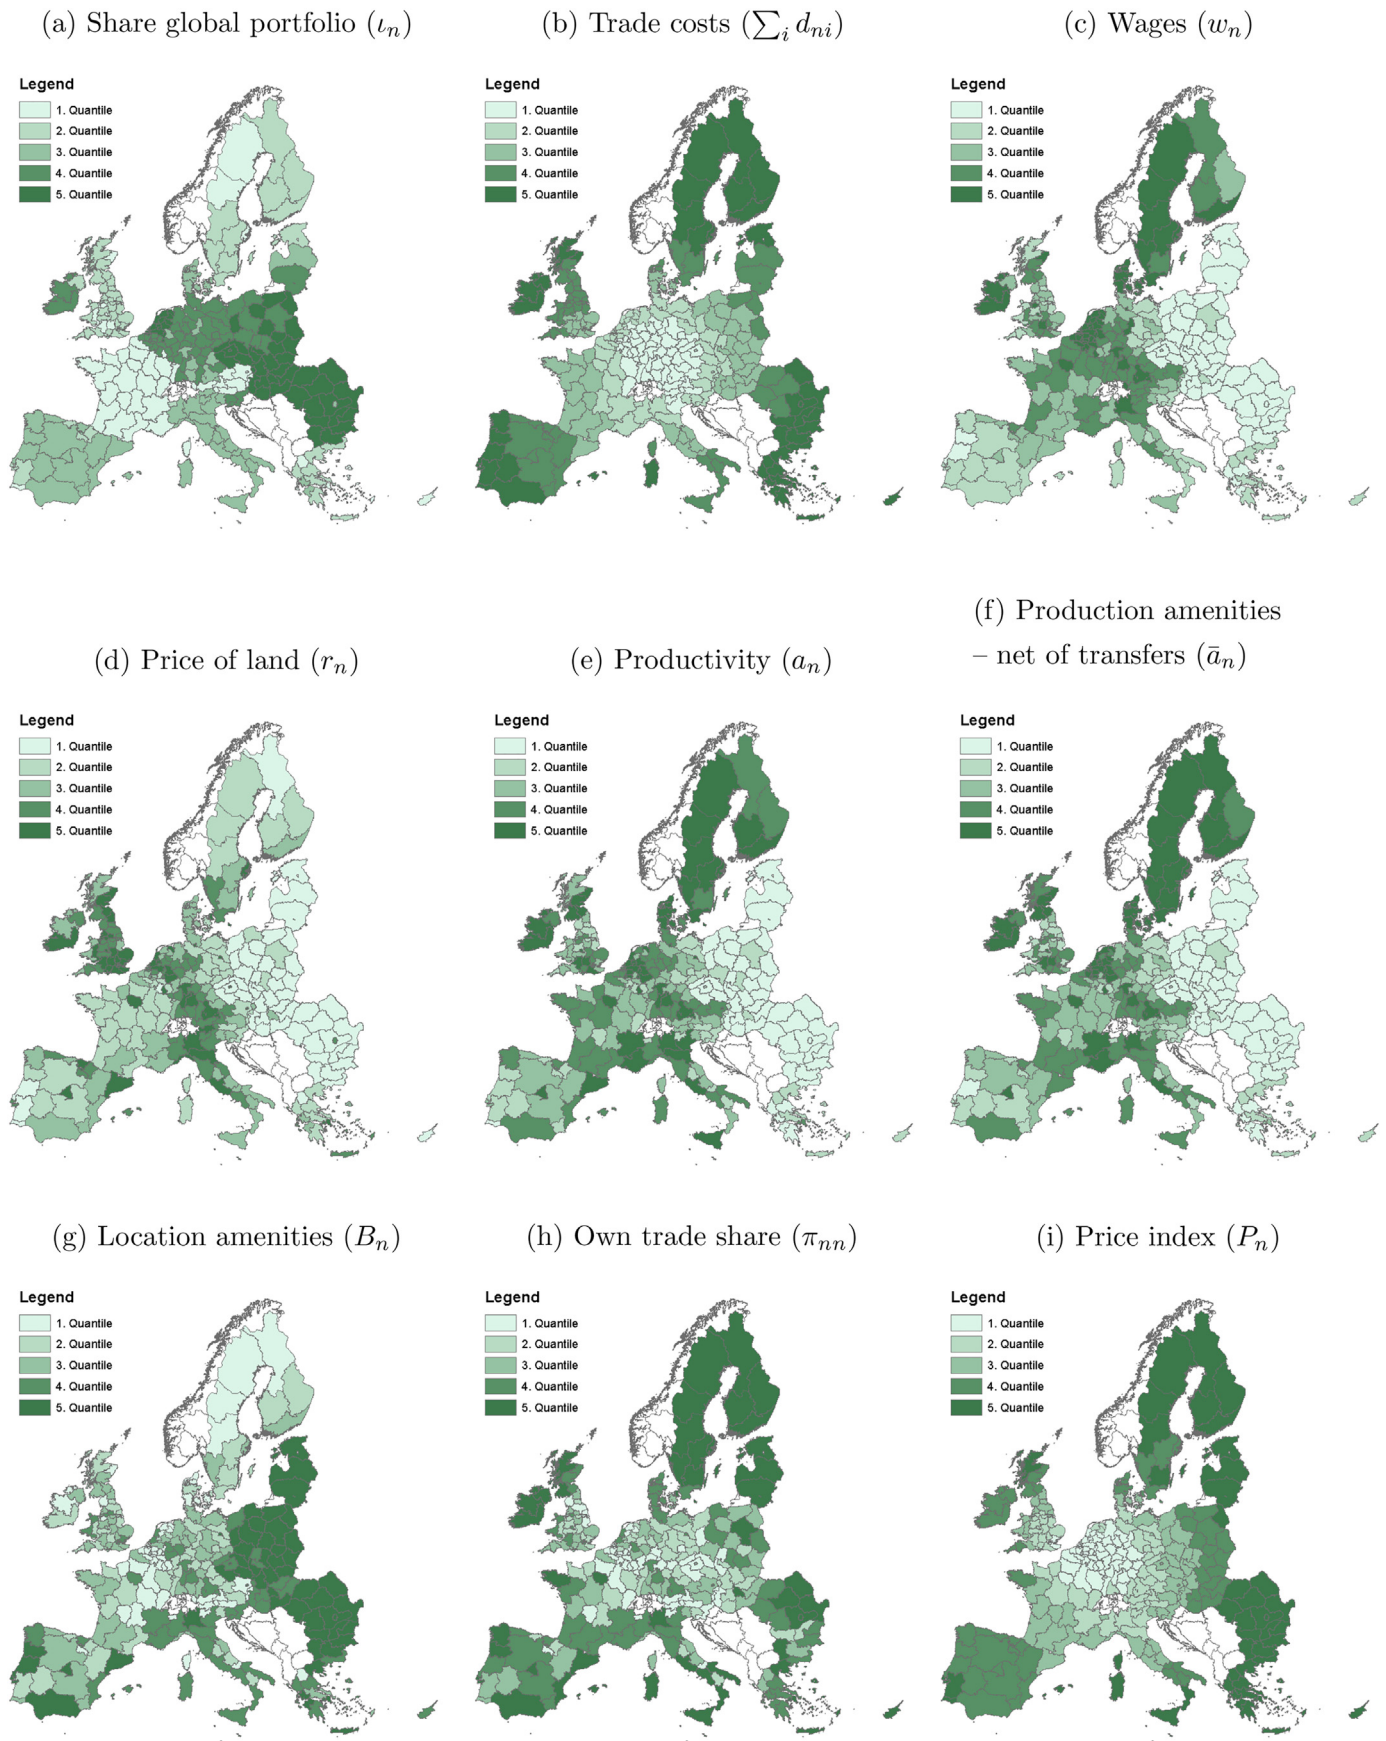 (a) Share global portfolio (ιₙ)
(b) Trade costs (∑ᵢ dₙᵢ)
(c) Wages (wₙ)
Legend
1. Quantile
2. Quantile
3. Quantile
4. Quantile
5. Quantile
Legend
1. Quantile
2. Quantile
3. Quantile
4. Quantile
5. Quantile
Legend
1. Quantile
2. Quantile
3. Quantile
4. Quantile
5. Quantile
(d) Price of land (rₙ)
(e) Productivity (aₙ)
(f) Production amenities
– net of transfers (āₙ)
Legend
1. Quantile
2. Quantile
3. Quantile
4. Quantile
5. Quantile
Legend
1. Quantile
2. Quantile
3. Quantile
4. Quantile
5. Quantile
Legend
1. Quantile
2. Quantile
3. Quantile
4. Quantile
5. Quantile
(g) Location amenities (Bₙ)
(h) Own trade share (πₙₙ)
(i) Price index (Pₙ)
Legend
1. Quantile
2. Quantile
3. Quantile
4. Quantile
5. Quantile
Legend
1. Quantile
2. Quantile
3. Quantile
4. Quantile
5. Quantile
Legend
1. Quantile
2. Quantile
3. Quantile
4. Quantile
5. Quantile